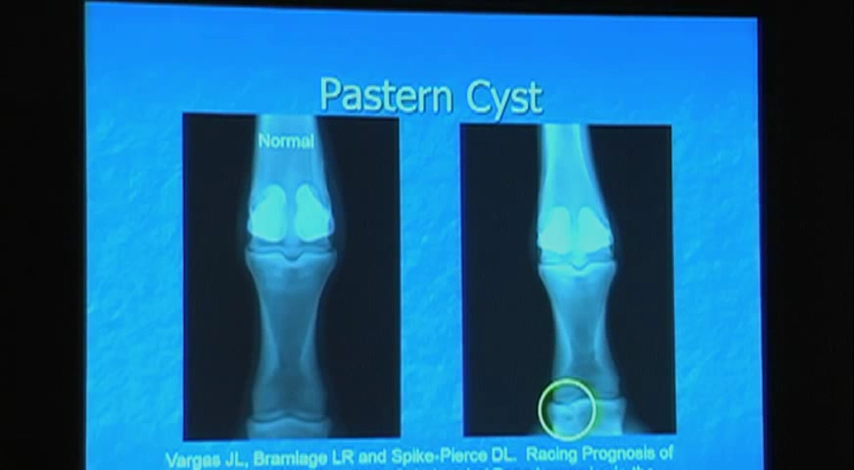 Pastern Cyst
Normal
Vargas JL, Bramlage LR and Spike-Pierce DL. Racing Prognosis of